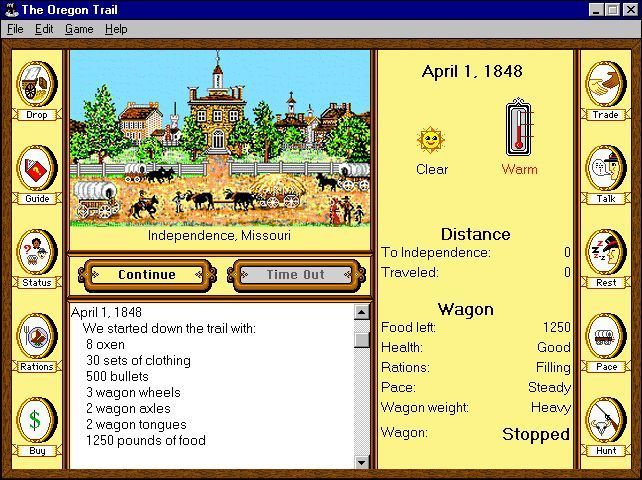 The Oregon Trail
File Edit Game Help
Drop
Guide
Status
Rations
$
Buy
Independence, Missouri
Continue
Time Out
April 1, 1848
We started down the trail with:
8 oxen
30 sets of clothing
500 bullets
3 wagon wheels
2 wagon axles
2 wagon tongues
1250 pounds of food
April 1, 1848
Clear
Warm
Distance
To Independence: 0
Traveled: 0
Wagon
Food left: 1250
Health: Good
Rations: Filling
Pace: Steady
Wagon weight: Heavy
Wagon: Stopped
Trade
Talk
Rest
Pace
Hunt